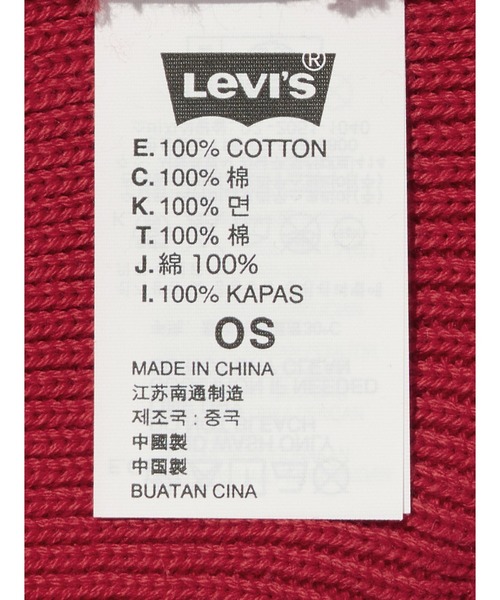 LEVI'S®
E. 100% COTTON
C. 100% 棉
K. 100% 면
T. 100% 棉
J. 綿 100%
I. 100% KAPAS
OS
MADE IN CHINA
江苏南通制造
제조국 : 중국
中國製
中国製
BUATAN CINA